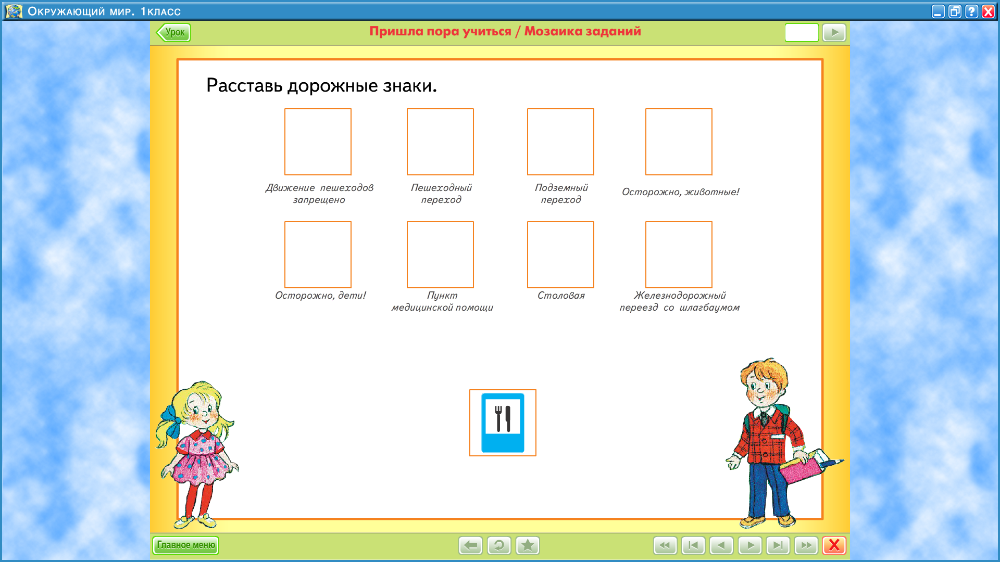 Окружающий мир. 1класс
Урок
Пришла пора учиться / Мозаика заданий
Расставь дорожные знаки.
Движение пешеходов
запрещено
Пешеходный
переход
Подземный
переход
Осторожно, животные!
Осторожно, дети!
Пункт
медицинской помощи
Столовая
Железнодорожный
переезд со шлагбаумом
Главное меню